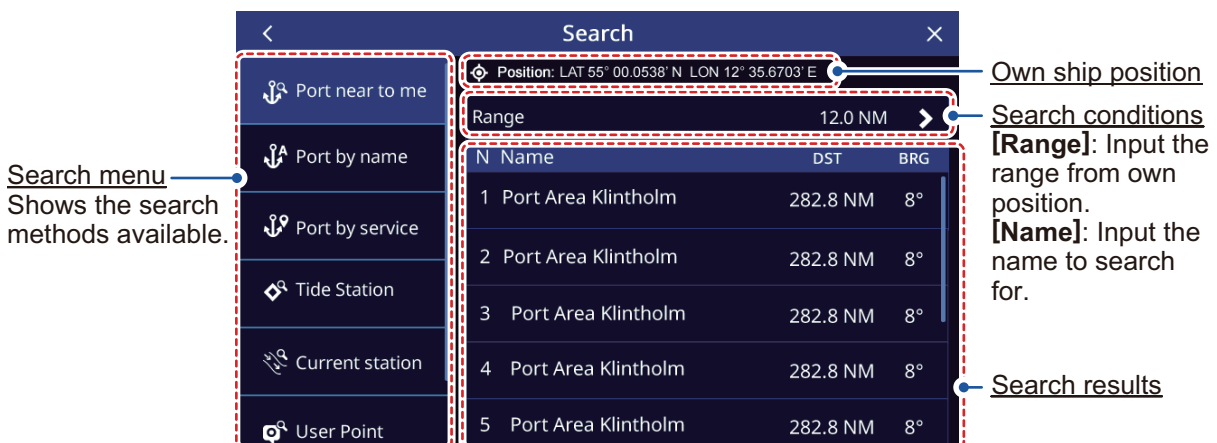 Search
Search menu
Shows the search
methods available.
Port near to me
Port by name
Port by service
Tide Station
Current station
User Point
Position: LAT 55° 00.0538' N LON 12° 35.6703' E
Range 12.0 NM
N Name DST BRG
1 Port Area Klintholm 282.8 NM 8°
2 Port Area Klintholm 282.8 NM 8°
3 Port Area Klintholm 282.8 NM 8°
4 Port Area Klintholm 282.8 NM 8°
5 Port Area Klintholm 282.8 NM 8°
Own ship position
Search conditions
[Range]: Input the
range from own
position.
[Name]: Input the
name to search
for.
Search results